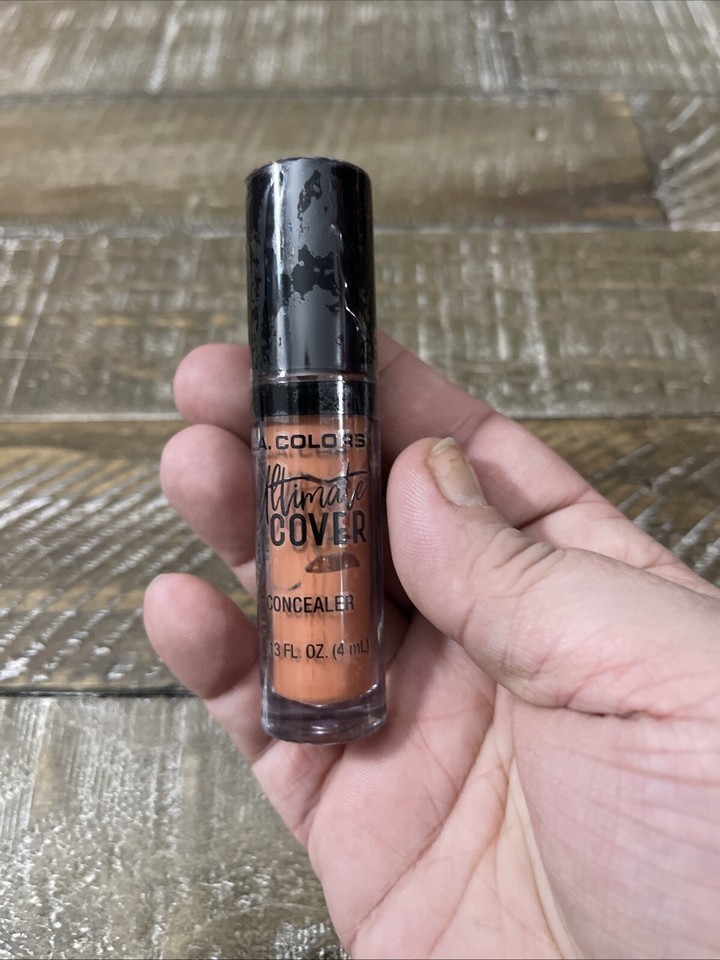 A. COLORS
Ultimate
COVER
CONCEALER
13 FL. OZ. (4 mL)